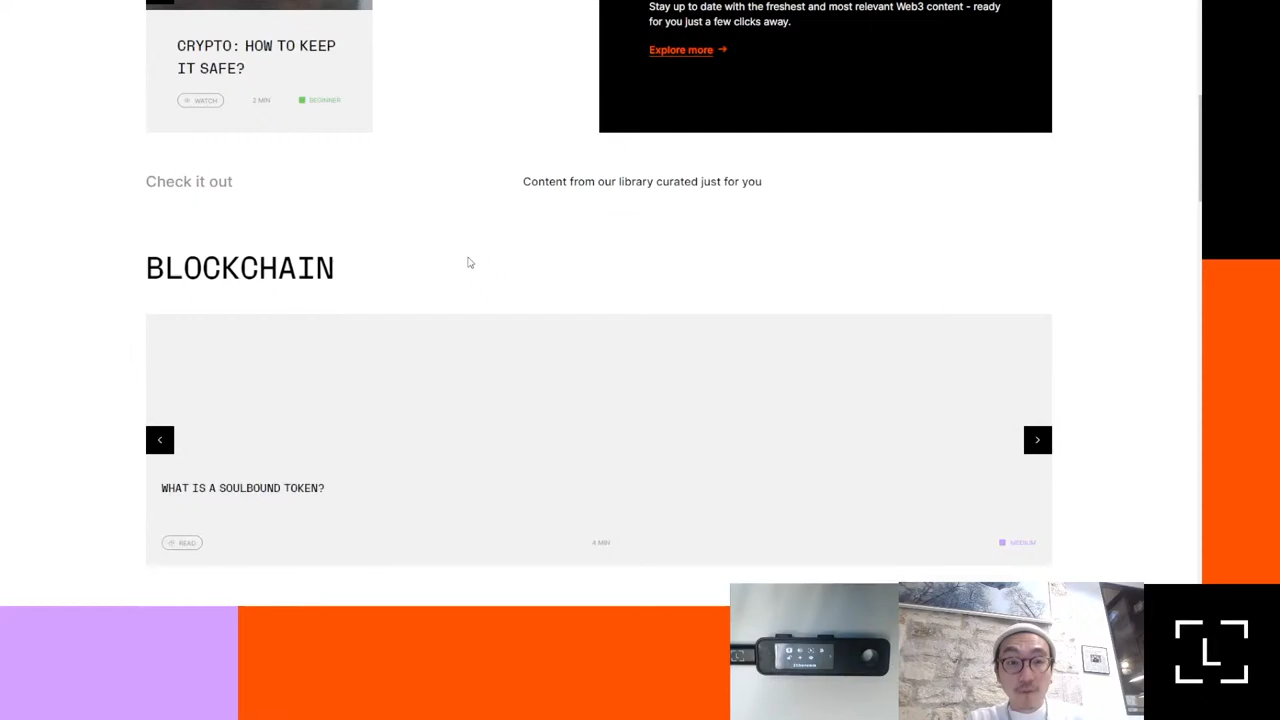 Stay up to date with the freshest and most relevant Web3 content - ready
for you just a few clicks away.
Explore more →
CRYPTO: HOW TO KEEP
IT SAFE?
WATCH 2 MIN BEGINNER
Check it out
Content from our library curated just for you
BLOCKCHAIN
WHAT IS A SOULBOUND TOKEN?
READ 4 MIN MEDIUM
Ethereum
L